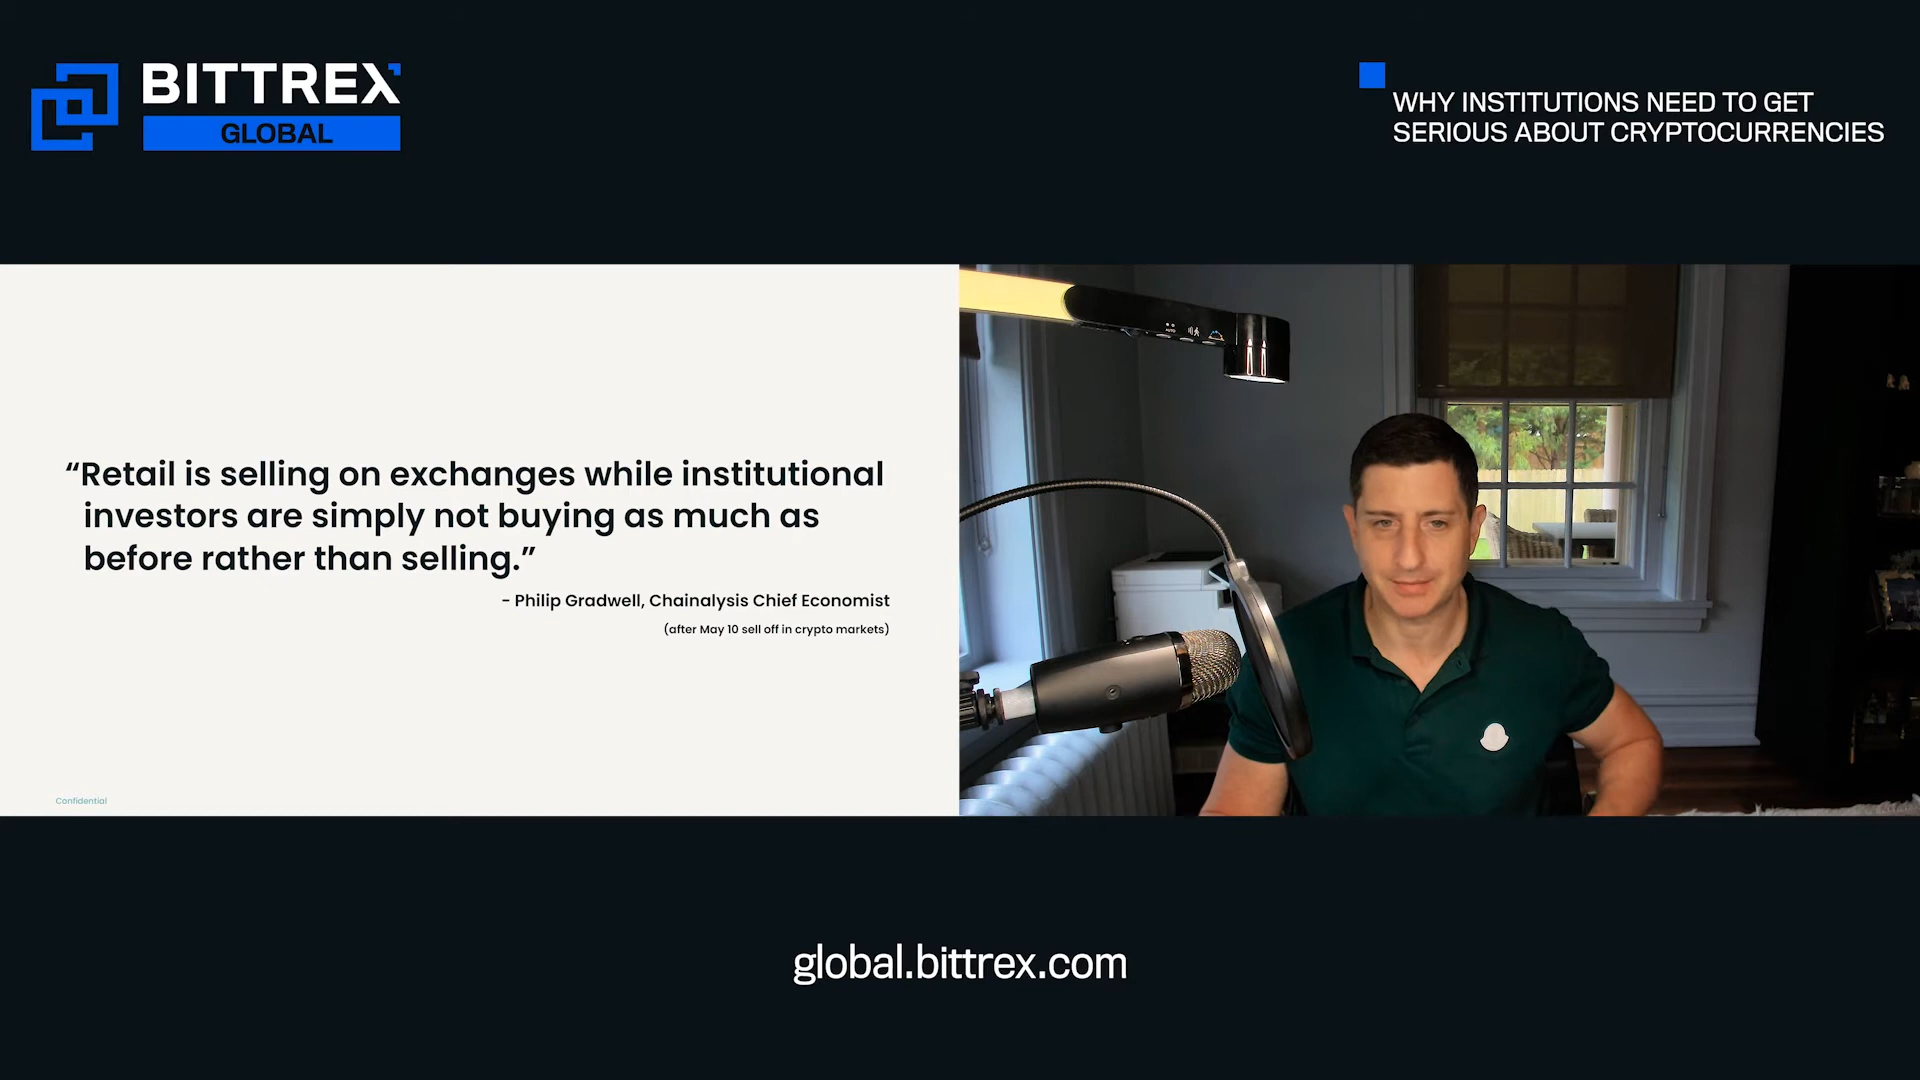 BITTREX
GLOBAL
WHY INSTITUTIONS NEED TO GET
SERIOUS ABOUT CRYPTOCURRENCIES
“Retail is selling on exchanges while institutional
investors are simply not buying as much as
before rather than selling.”
- Philip Gradwell, Chainalysis Chief Economist
(after May 10 sell off in crypto markets)
Confidential
AUTO
global.bittrex.com